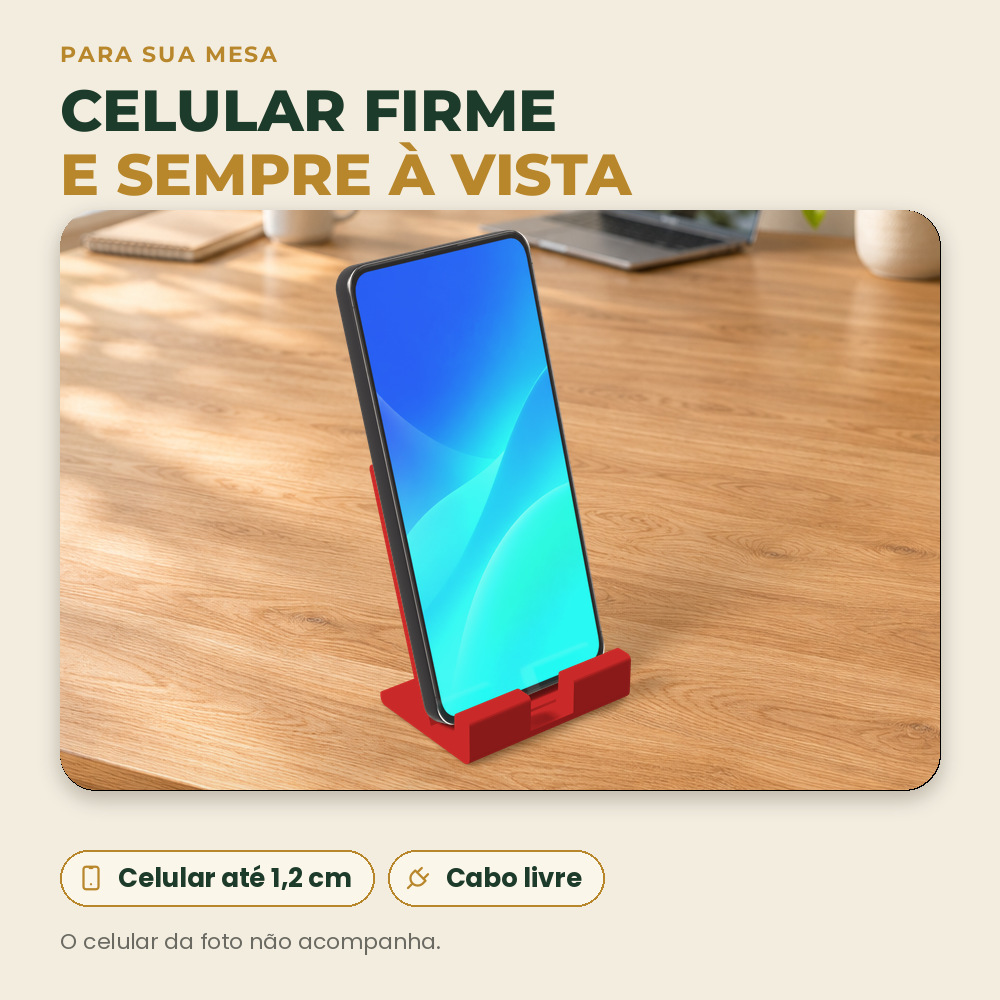 PARA SUA MESA
CELULAR FIRME
E SEMPRE À VISTA
Celular até 1,2 cm
Cabo livre
O celular da foto não acompanha.